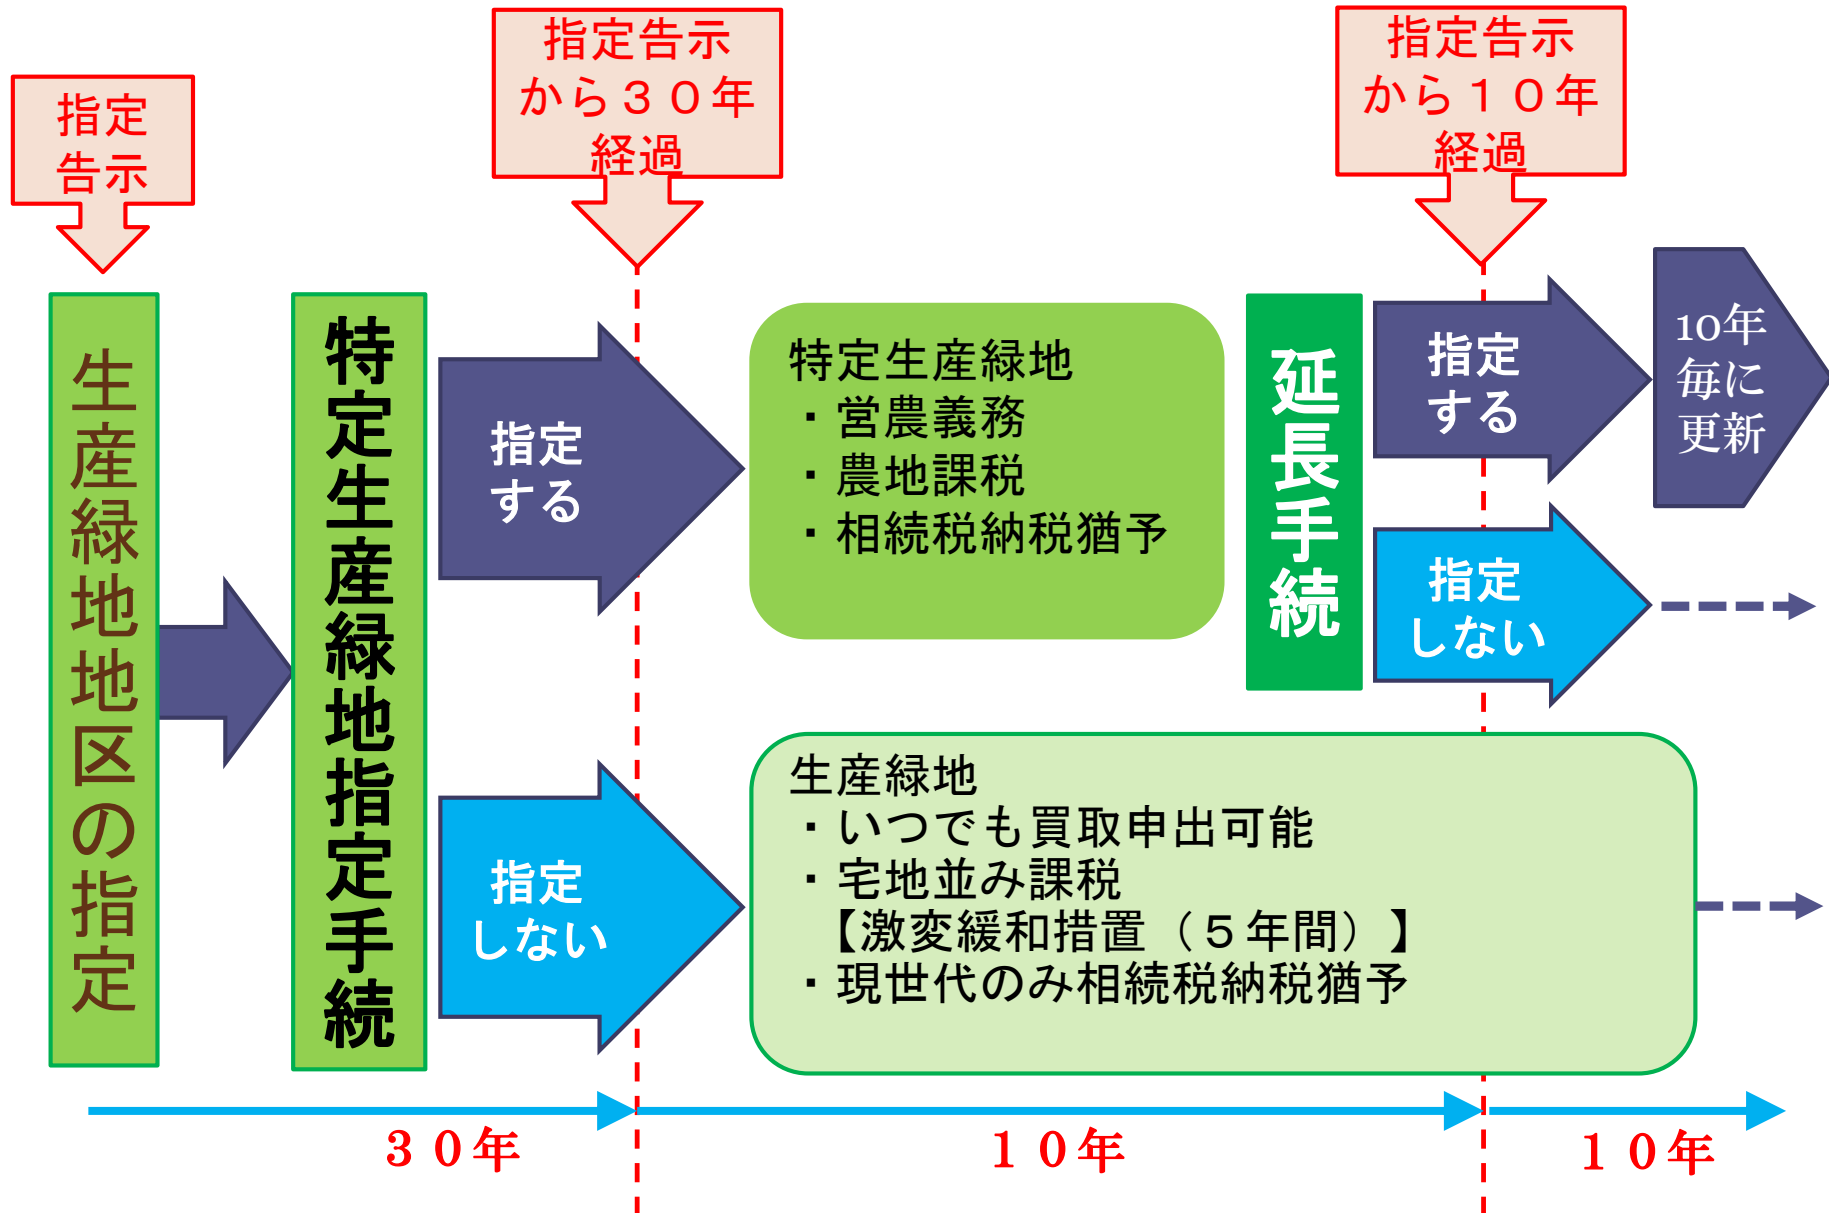 指定
告示
指定告示
から３０年
経過
指定告示
から１０年
経過
生産緑地地区の指定
特定生産緑地指定手続
指定
する
特定生産緑地
・営農義務
・農地課税
・相続税納税猶予
延長手続
指定
する
10年
毎に
更新
指定
しない
指定
しない
生産緑地
・いつでも買取申出可能
・宅地並み課税
【激変緩和措置（５年間）】
・現世代のみ相続税納税猶予
３０年
１０年
１０年